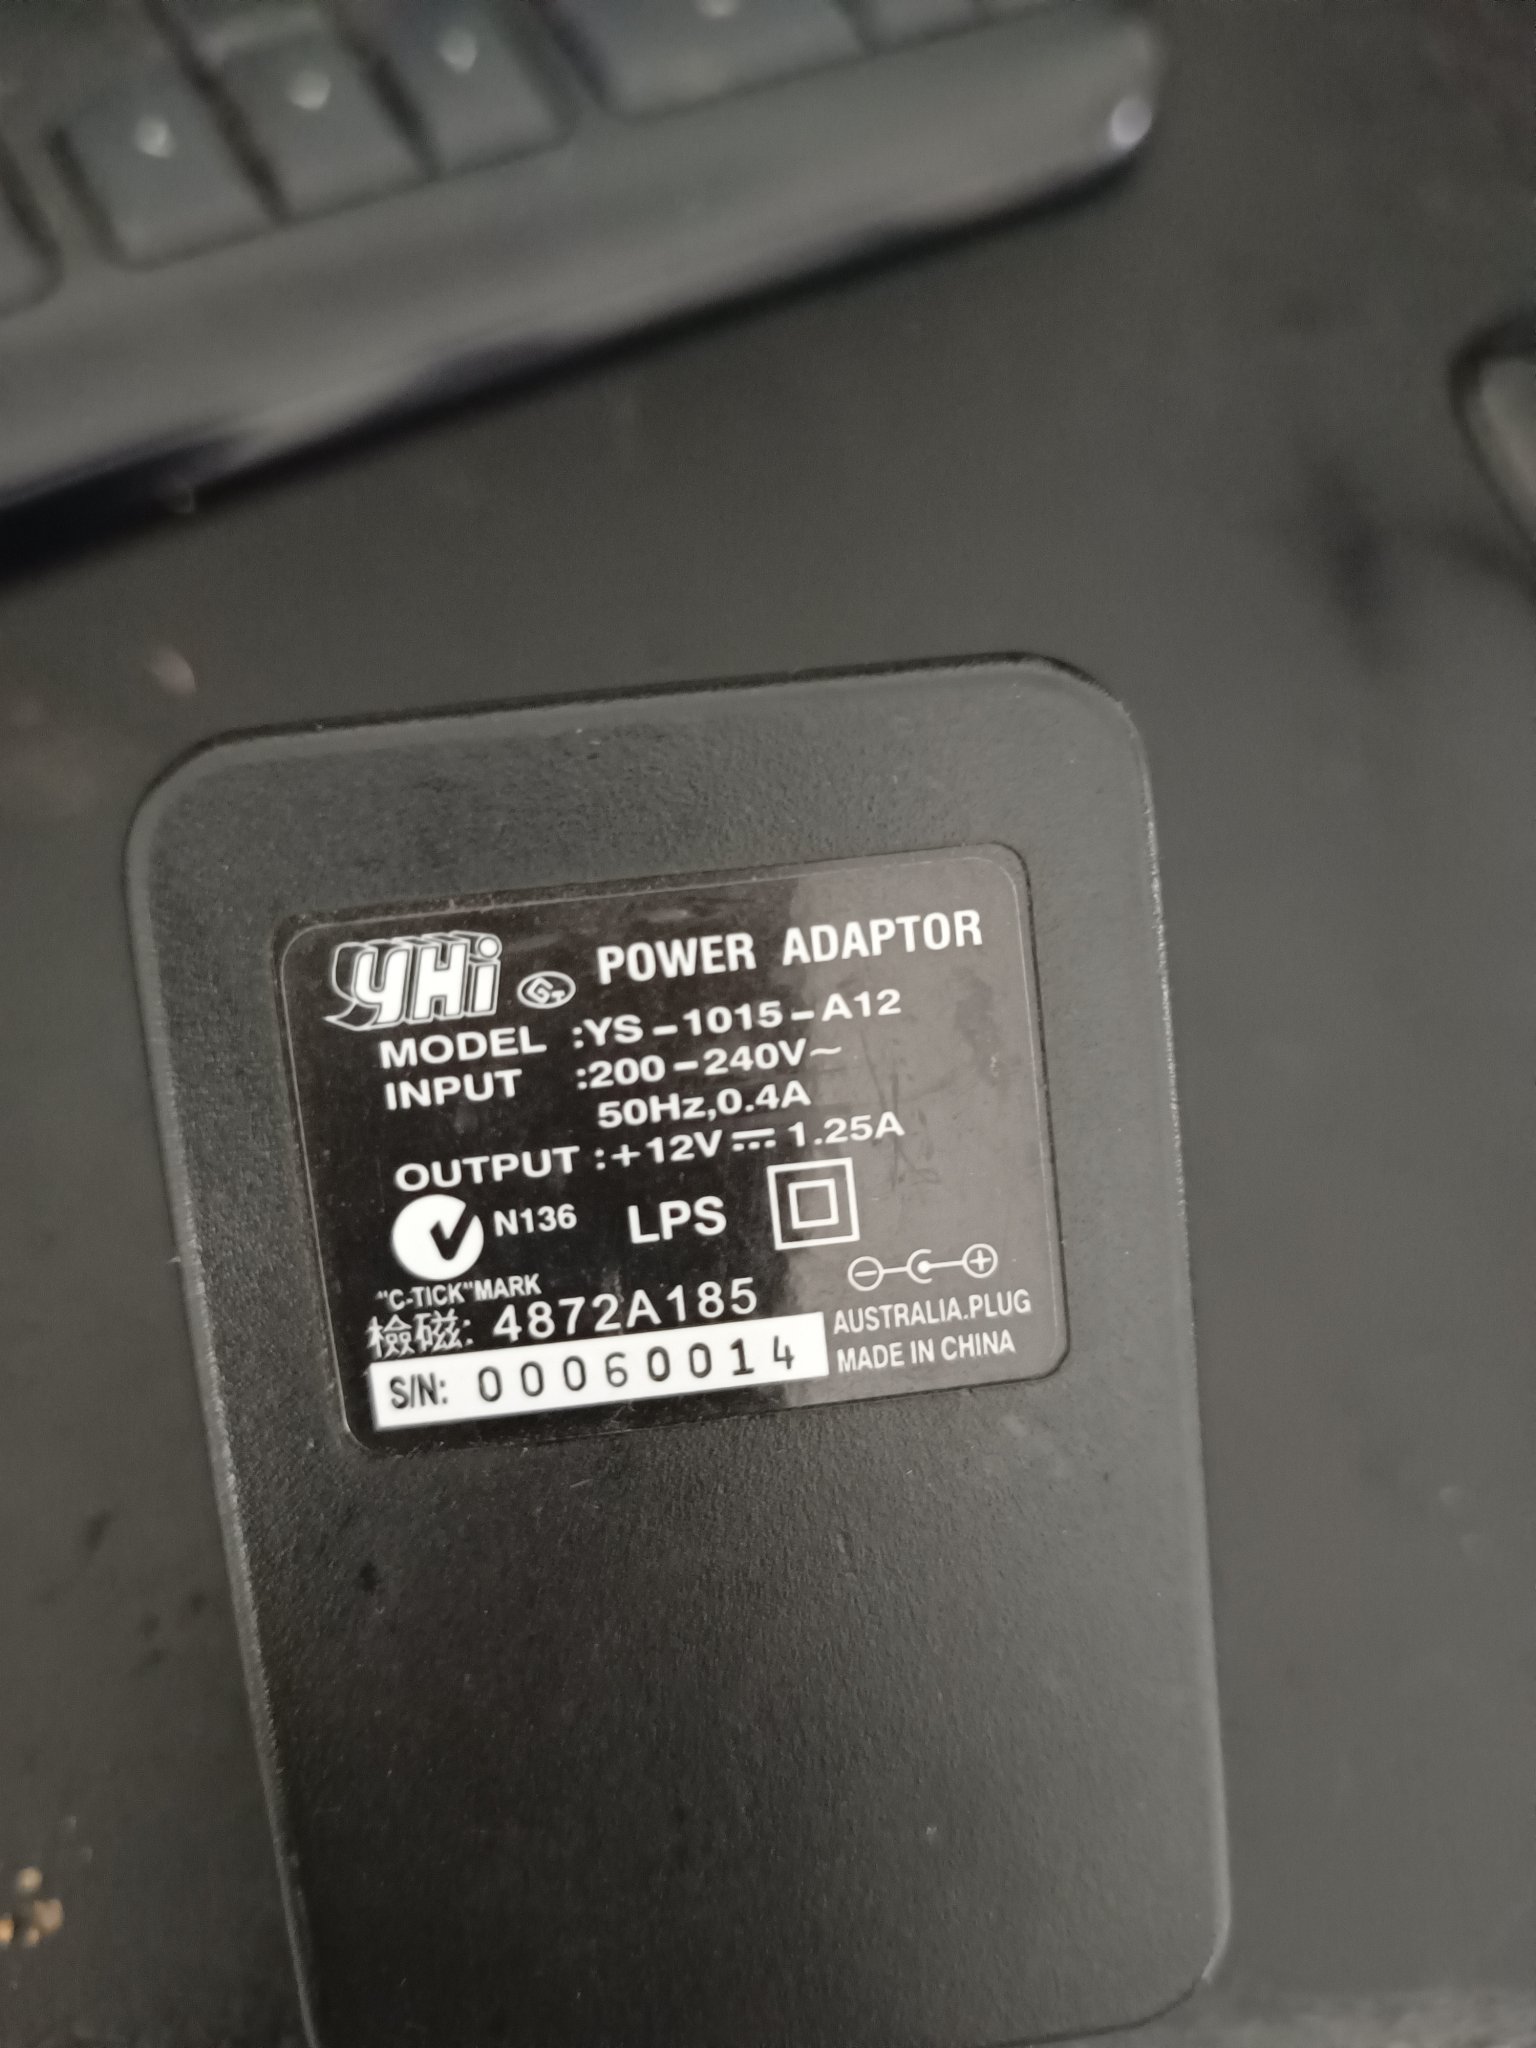 YHi GT POWER ADAPTOR
MODEL :YS-1015-A12
INPUT :200-240V~
50Hz,0.4A
OUTPUT :+12V⎓1.25A
N136 LPS
"C-TICK"MARK
檢磁: 4872A185
AUSTRALIA.PLUG
S/N: 00060014
MADE IN CHINA